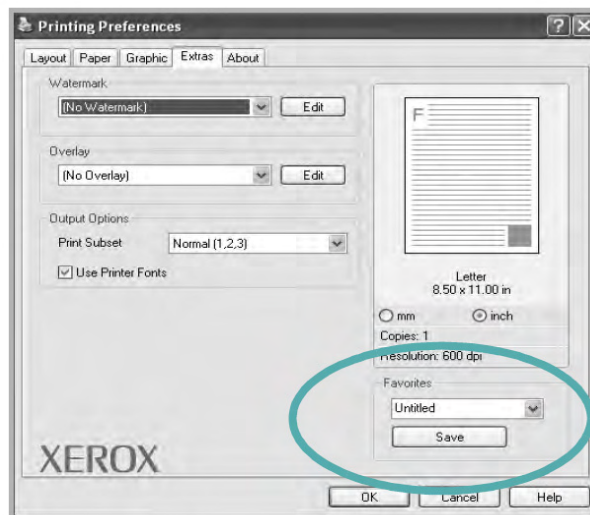 Printing Preferences
Layout Paper Graphic Extras About
Watermark
(No Watermark) Edit
Overlay
(No Overlay) Edit
Output Options
Print Subset Normal (1,2,3)
Use Printer Fonts
F
Letter
8.50 x 11.00 in
mm inch
Copies: 1
Resolution: 600 dpi
Favorites
Untitled
Save
XEROX
OK Cancel Help